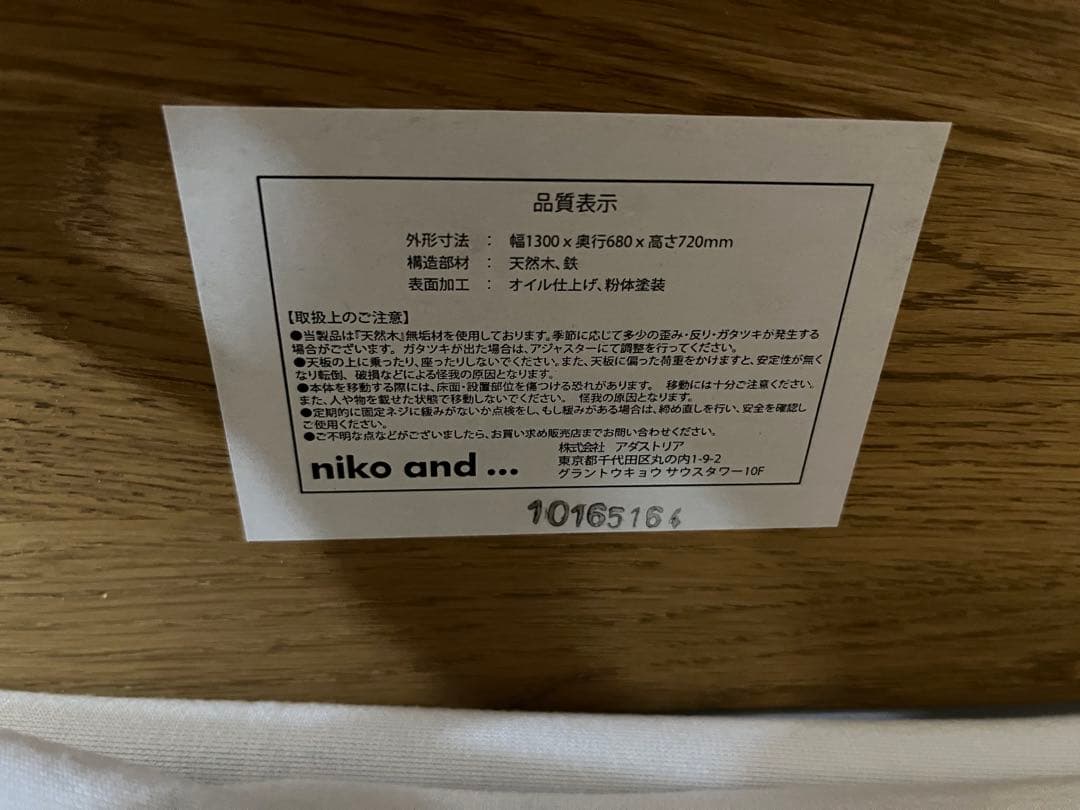 品質表示
外形寸法 : 幅1300 x 奥行680 x 高さ720mm
構造部材 : 天然木、鉄
表面加工 : オイル仕上げ、粉体塗装
【取扱上のご注意】
●当製品は『天然木』無垢材を使用しております。季節に応じて多少の歪み・反り・ガタツキが発生する
場合がございます。 ガタツキが出た場合は、アジャスターにて調整を行ってください。
●天板の上に乗ったり、座ったりしないでください。また、天板に偏った荷重をかけますと、安定性が無く
なり転倒、破損などによる怪我の原因となります。
●本体を移動する際には、床面・設置部位を傷つける恐れがあります。 移動には十分ご注意ください。
また、人や物を載せた状態で移動しないでください。 怪我の原因となります。
●定期的に固定ネジに緩みがないか点検をし、もし緩みがある場合は、締め直しを行い、安全を確認し
ご使用ください。
●ご不明な点などがございましたら、お買い求め販売店までお問い合わせください。
株式会社 アダストリア
東京都千代田区丸の内1-9-2
グラントウキョウ サウスタワー10F
niko and ...
10165164